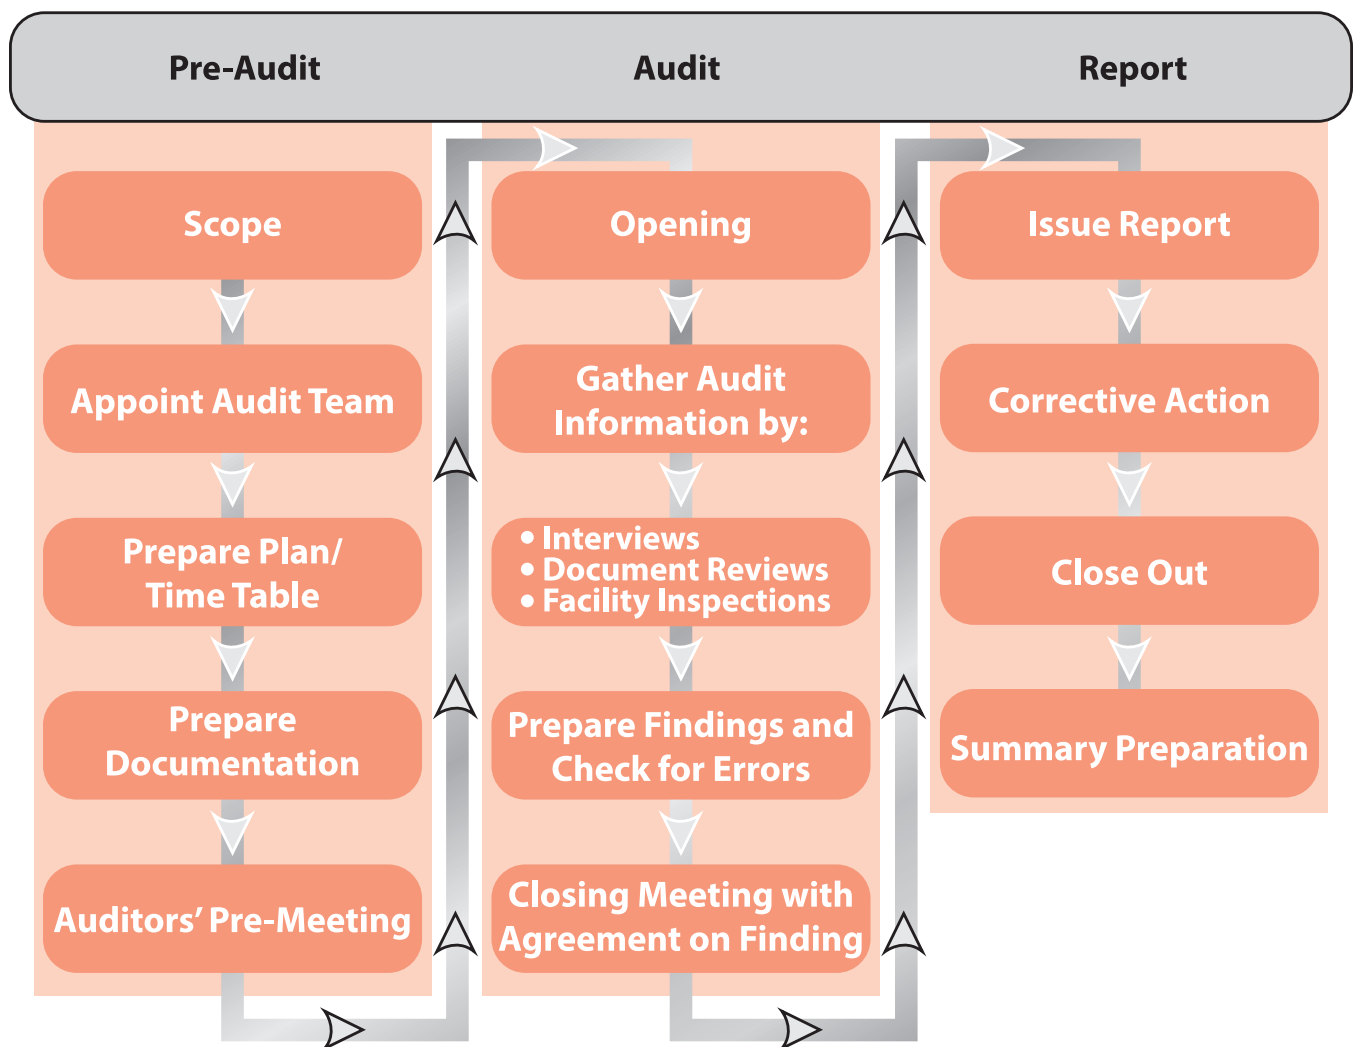 Pre-Audit
Audit
Report
Scope
Appoint Audit Team
Prepare Plan/
Time Table
Prepare
Documentation
Auditors’ Pre-Meeting
Opening
Gather Audit
Information by:
• Interviews
• Document Reviews
• Facility Inspections
Prepare Findings and
Check for Errors
Closing Meeting with
Agreement on Finding
Issue Report
Corrective Action
Close Out
Summary Preparation